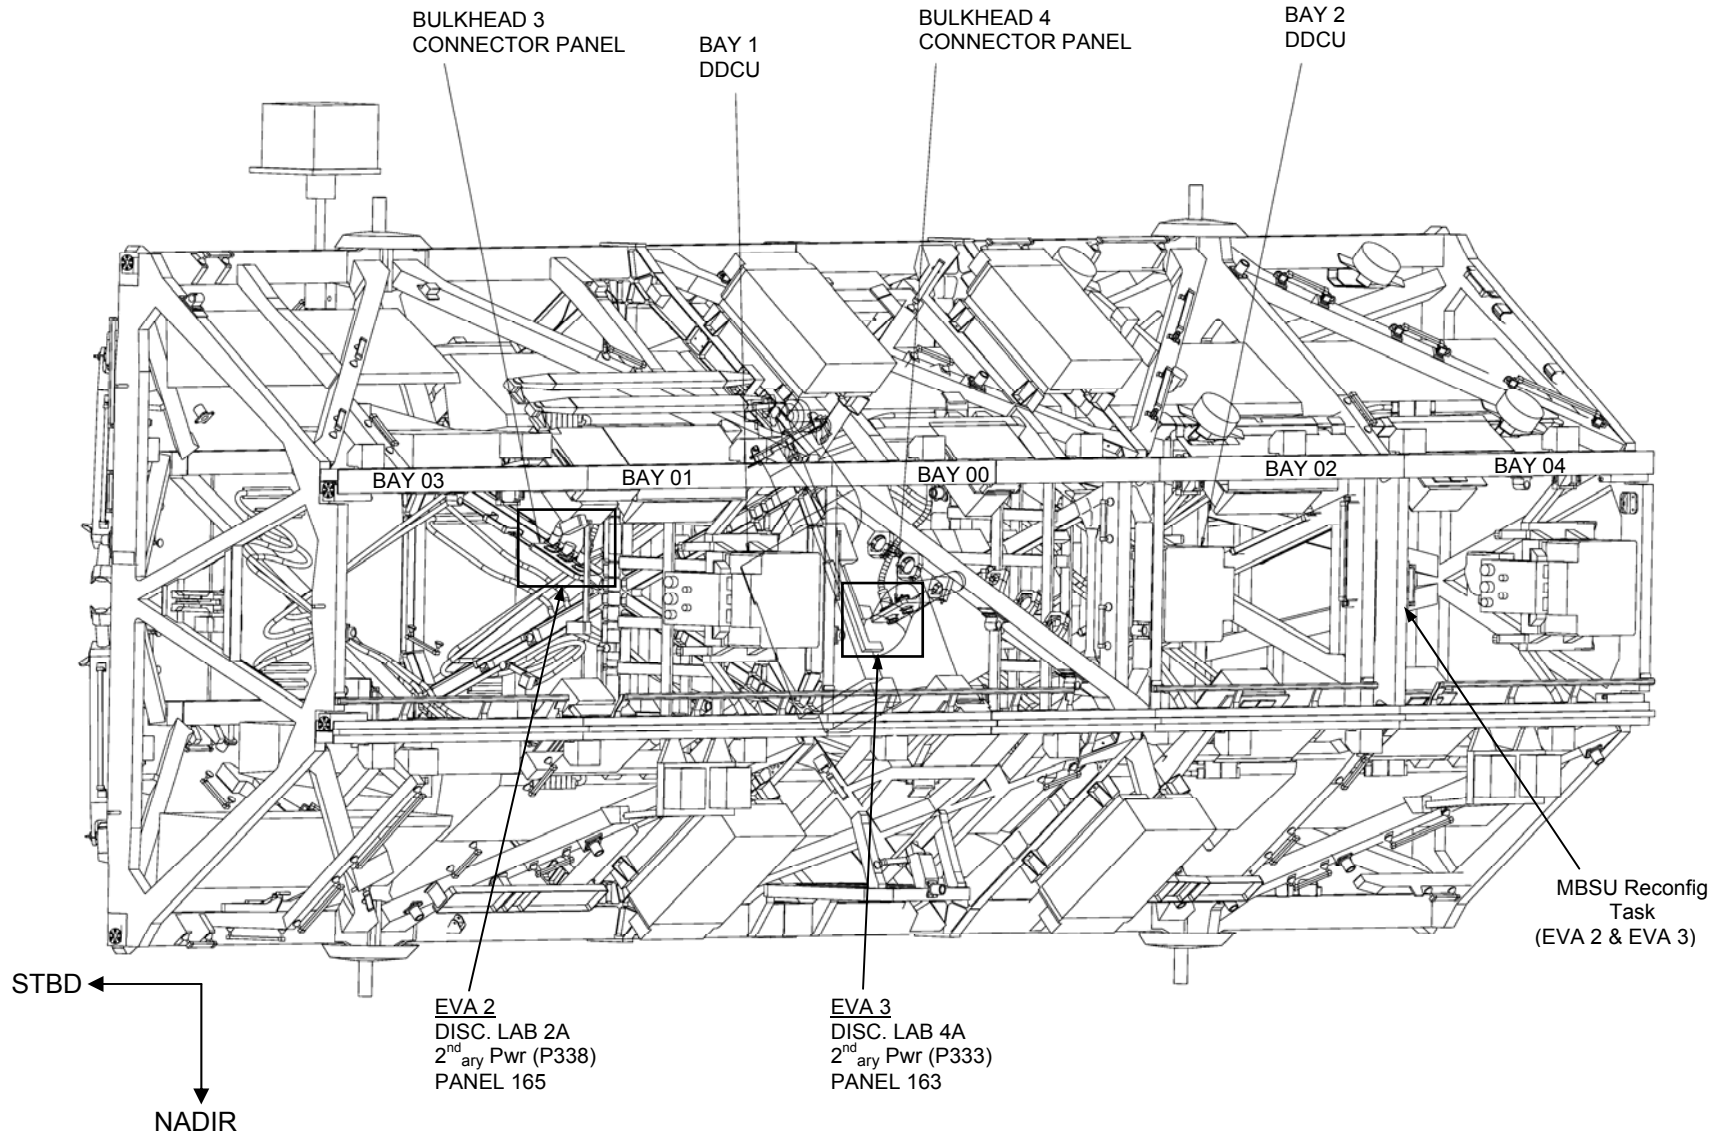 BULKHEAD 3
CONNECTOR PANEL
BAY 1
DDCU
BULKHEAD 4
CONNECTOR PANEL
BAY 2
DDCU
BAY 03
BAY 01
BAY 00
BAY 02
BAY 04
MBSU Reconfig
Task
(EVA 2 & EVA 3)
STBD
NADIR
EVA 2
DISC. LAB 2A
2nd ary Pwr (P338)
PANEL 165
EVA 3
DISC. LAB 4A
2nd ary Pwr (P333)
PANEL 163